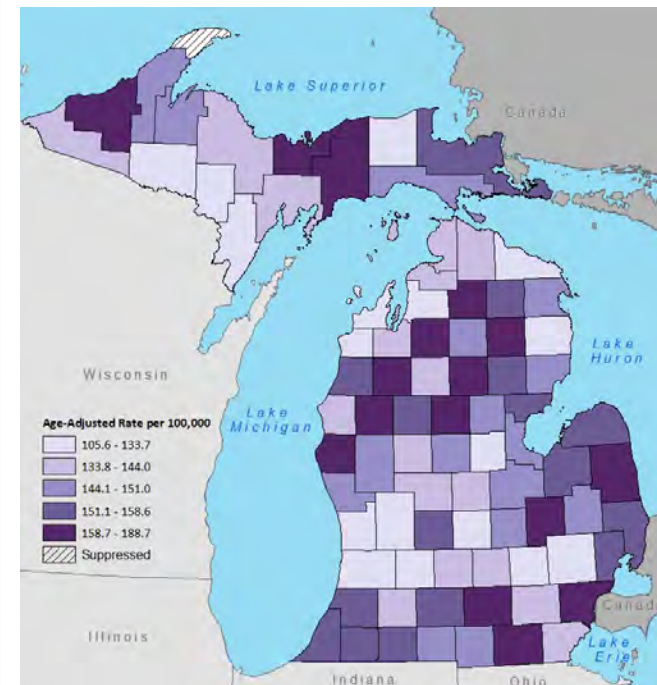 Lake Superior
Canada
Wisconsin
Lake
Huron
Lake
Michigan
Age-Adjusted Rate per 100,000
105.6 - 133.7
133.8 - 144.0
144.1 - 151.0
151.1 - 158.6
158.7 - 188.7
Suppressed
Canada
Illinois
Lake
Erie
Indiana
Ohio